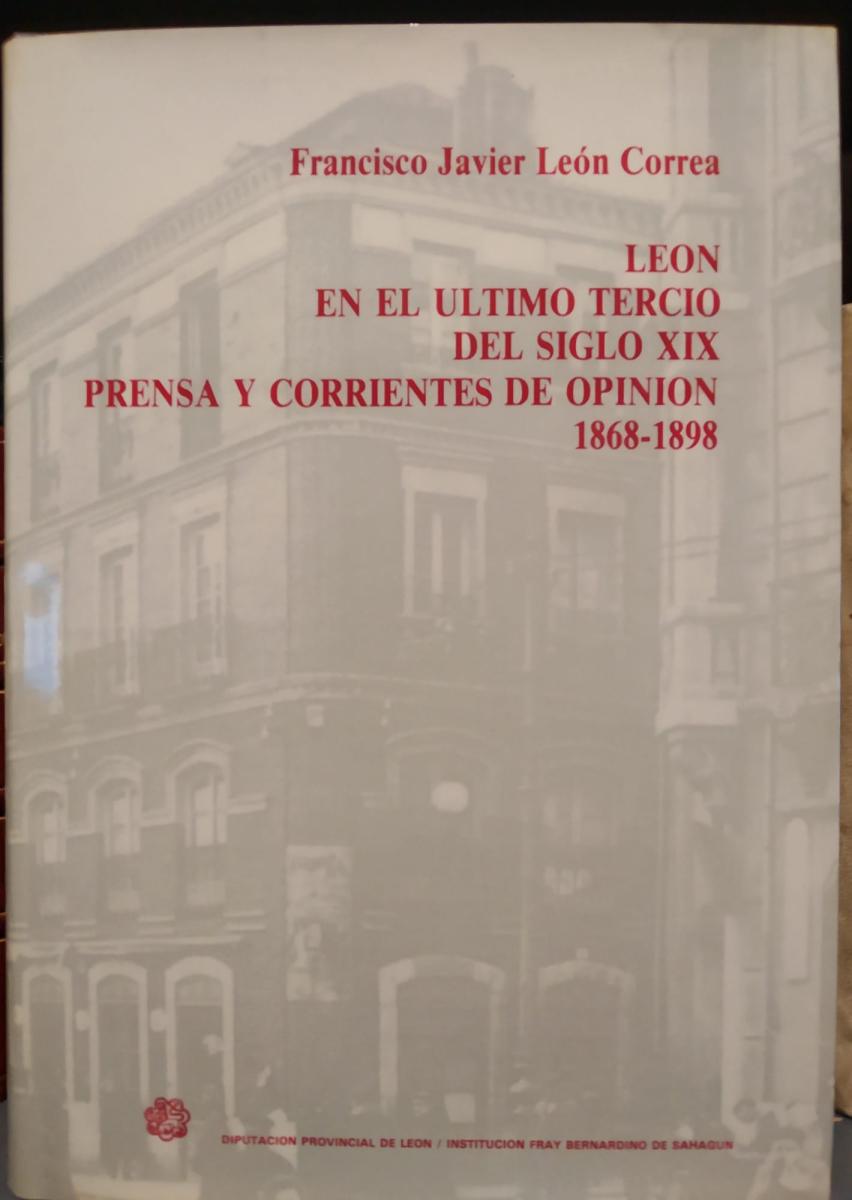 Francisco Javier León Correa
LEON
EN EL ULTIMO TERCIO
DEL SIGLO XIX
PRENSA Y CORRIENTES DE OPINION
1868-1898
DIPUTACION PROVINCIAL DE LEON / INSTITUCION FRAY BERNARDINO DE SAHAGUN